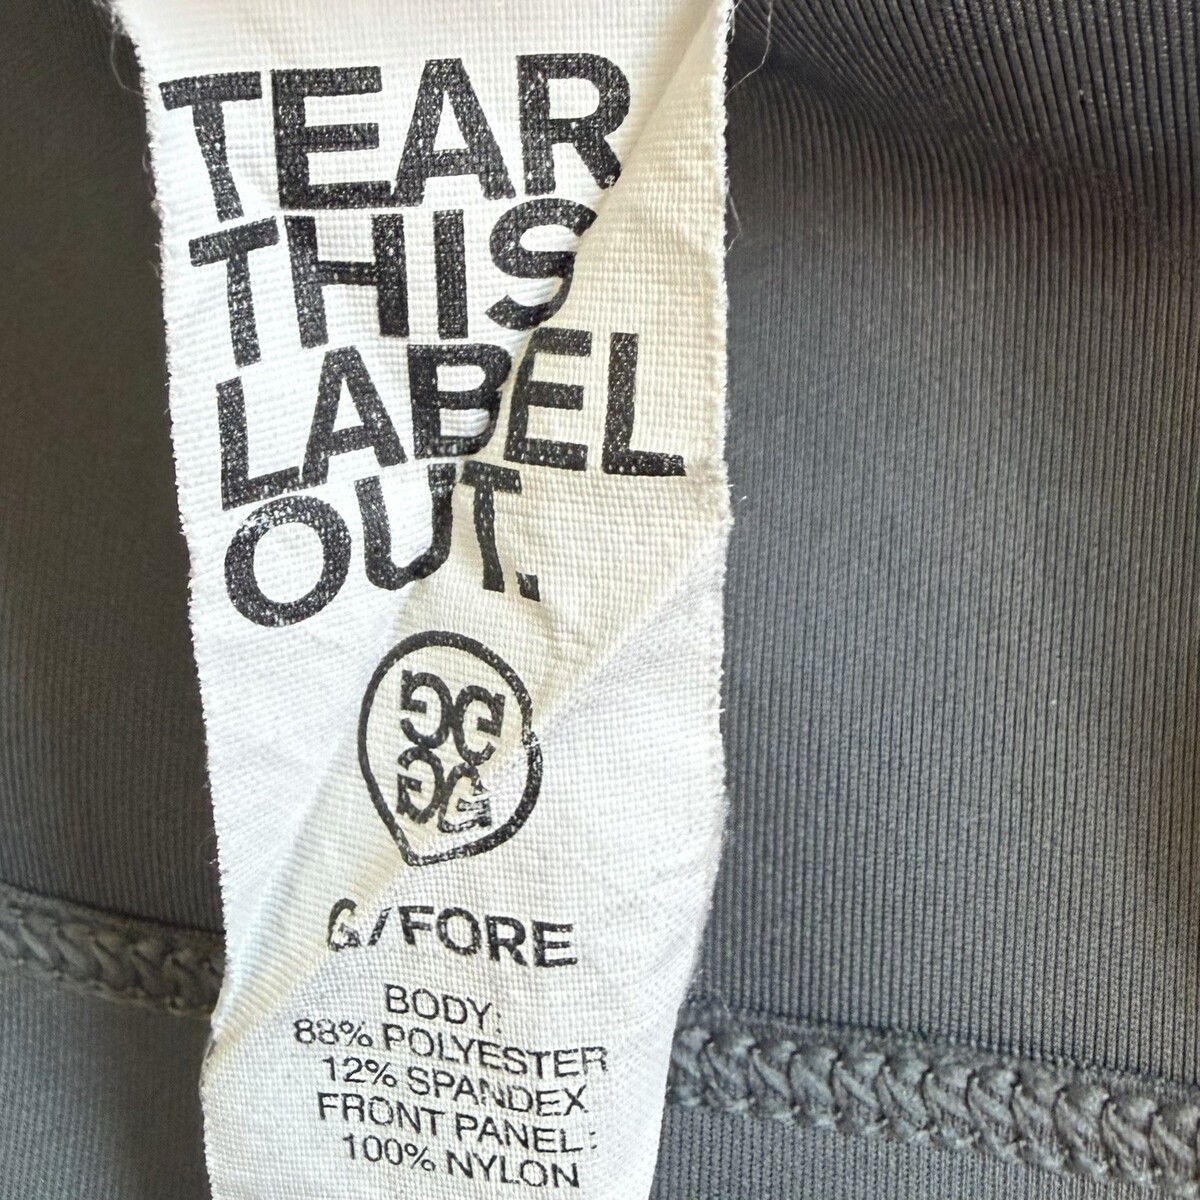 TEAR
THIS
LABEL
OUT.
G/FORE
BODY:
88% POLYESTER
12% SPANDEX
FRONT PANEL:
100% NYLON